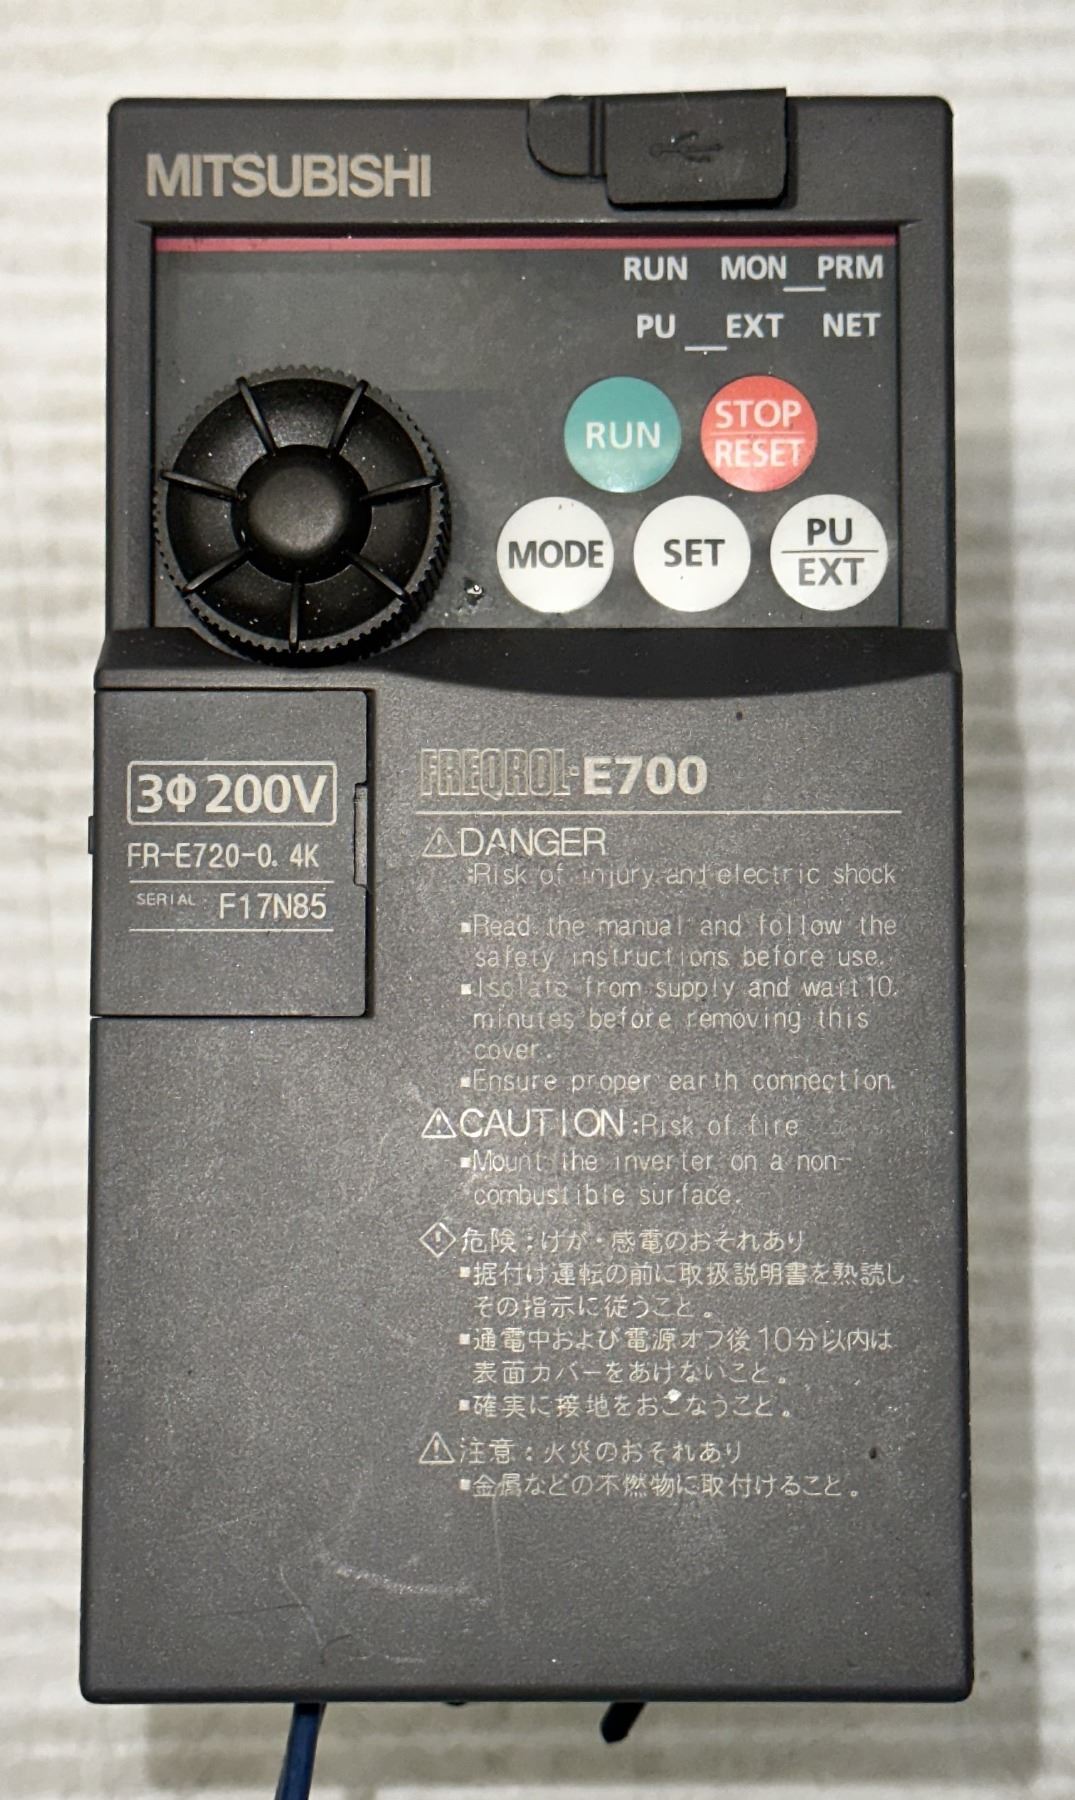 MITSUBISHI
RUN MON PRM
PU EXT NET
RUN
STOP
RESET
MODE
SET
PU
EXT
3Φ 200V
FR-E720-0.4K
SERIAL F17N85
FREQROL-E700
⚠DANGER
:Risk of injury and electric shock
▪Read the manual and follow the
safety instructions before use.
▪Isolate from supply and wait 10
minutes before removing this
cover.
▪Ensure proper earth connection
⚠CAUTION:Risk of fire
▪Mount the inverter on a non-
combustible surface.
危険:けが・感電のおそれあり
▪据付け運転の前に取扱説明書を熟読し
その指示に従うこと。
▪通電中および電源オフ後10分以内は
表面カバーをあけないこと。
▪確実に接地をおこなうこと。
⚠注意:火災のおそれあり
▪金属などの不燃物に取付けること。